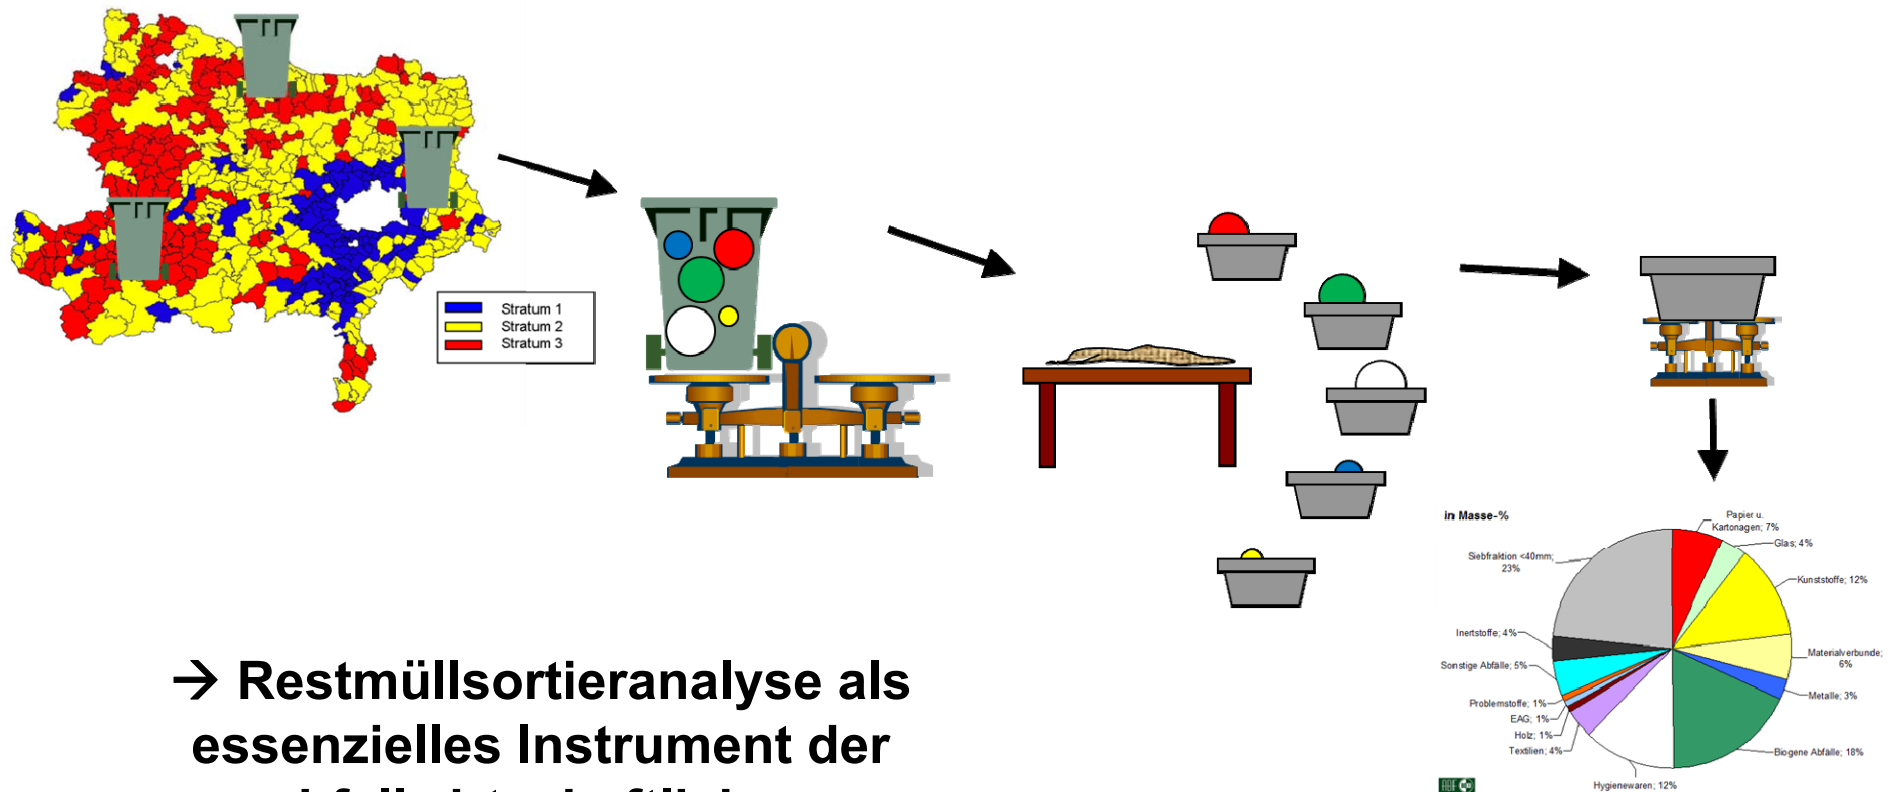 Stratum 1
Stratum 2
Stratum 3
in Masse-%
Papier u.
Kartonagen; 7%
Glas; 4%
Kunststoffe; 12%
Materialverbunde;
6%
Metalle; 3%
Biogene Abfälle; 18%
Hygienewaren; 12%
Textilien; 4%
Holz; 1%
EAG; 1%
Problemstoffe; 1%
Sonstige Abfälle; 5%
Inertstoffe; 4%
Siebfraktion <40mm;
23%
→ Restmüllsortieranalyse als
essenzielles Instrument der